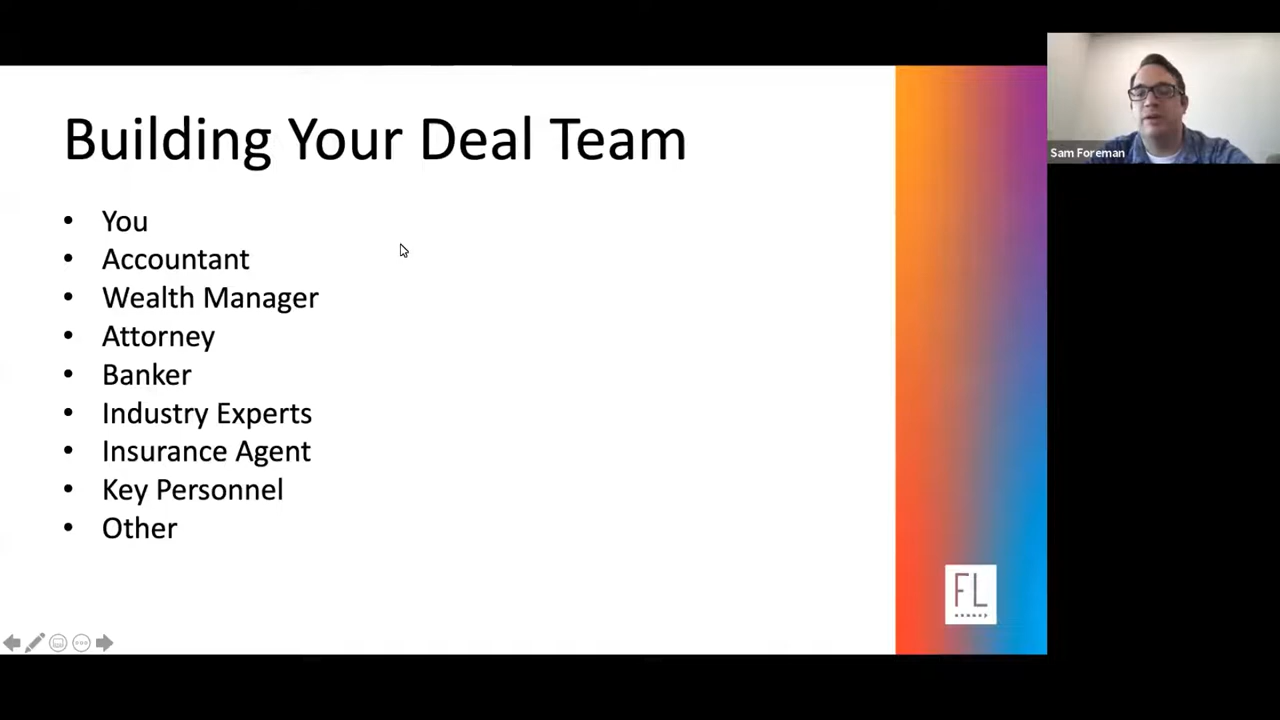 Building Your Deal Team
• You
• Accountant
• Wealth Manager
• Attorney
• Banker
• Industry Experts
• Insurance Agent
• Key Personnel
• Other
Sam Foreman
FL